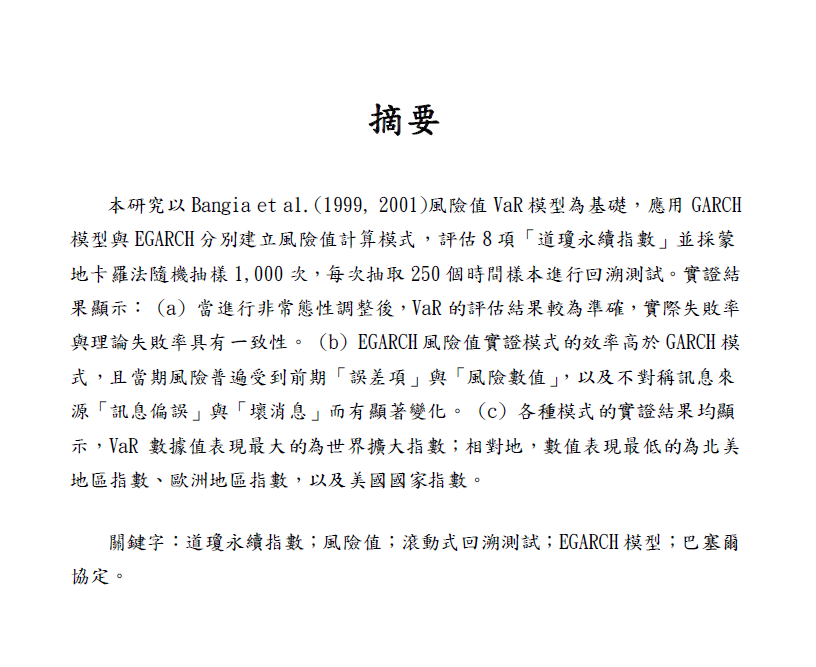 摘要
本研究以 Bangia et al.(1999, 2001)風險值 VaR 模型為基礎，應用 GARCH
模型與 EGARCH 分別建立風險值計算模式，評估 8 項「道瓊永續指數」並採蒙
地卡羅法隨機抽樣 1,000 次，每次抽取 250 個時間樣本進行回溯測試。實證結
果顯示： (a) 當進行非常態性調整後，VaR 的評估結果較為準確，實際失敗率
與理論失敗率具有一致性。 (b) EGARCH 風險值實證模式的效率高於 GARCH 模
式，且當期風險普遍受到前期「誤差項」與「風險數值」，以及不對稱訊息來
源「訊息偏誤」與「壞消息」而有顯著變化。 (c) 各種模式的實證結果均顯
示，VaR 數據值表現最大的為世界擴大指數；相對地，數值表現最低的為北美
地區指數、歐洲地區指數，以及美國國家指數。
關鍵字：道瓊永續指數；風險值；滾動式回溯測試；EGARCH 模型；巴塞爾
協定。